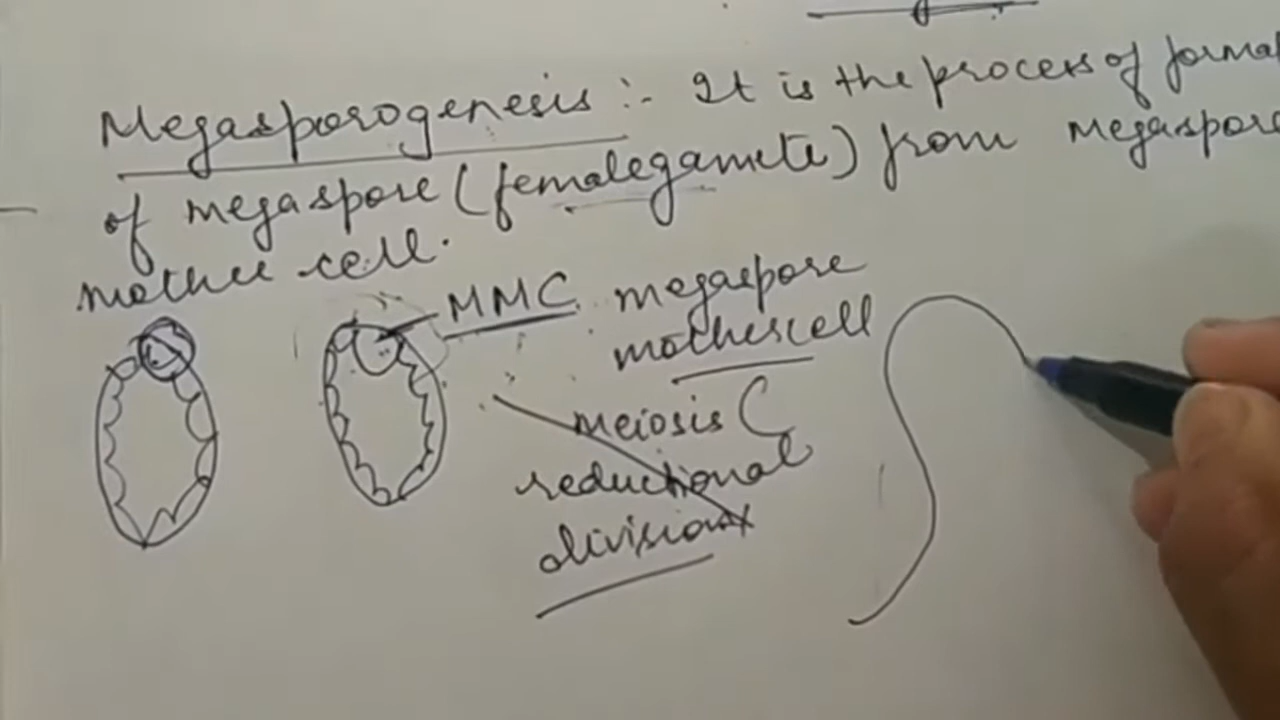 Megasporogenesis :- It is the process of format
of megaspore (femalegamete) from Megaspore
mother cell.
MMC megaspore
mothercell
meiosis (
reductional
division